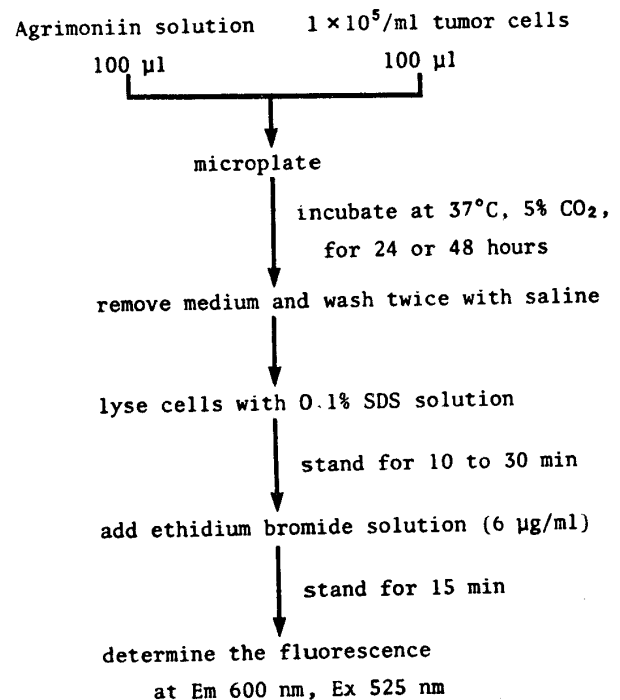 Agrimoniin solution 1 × 10⁵/ml tumor cells
100 µl 100 µl
microplate
incubate at 37°C, 5% CO₂,
for 24 or 48 hours
remove medium and wash twice with saline
lyse cells with 0.1% SDS solution
stand for 10 to 30 min
add ethidium bromide solution (6 µg/ml)
stand for 15 min
determine the fluorescence
at Em 600 nm, Ex 525 nm